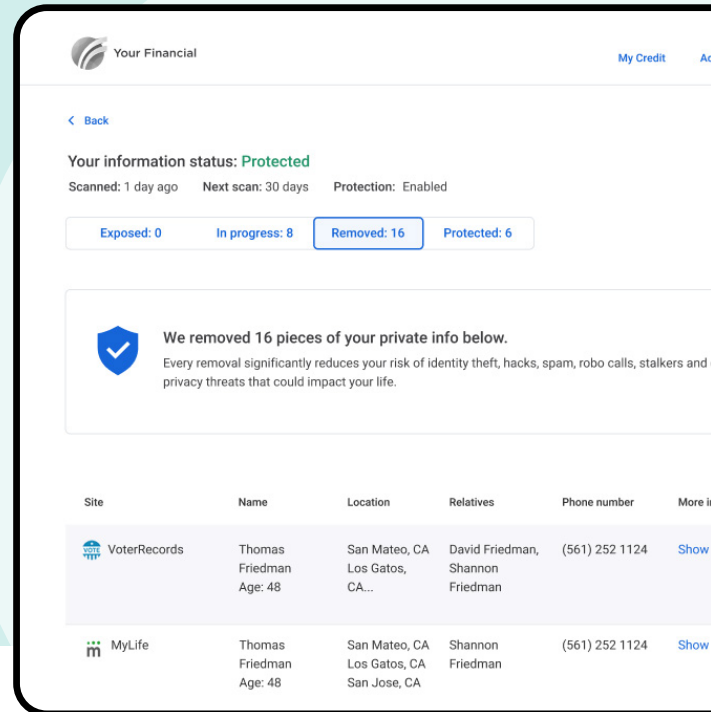 Your Financial
My Credit
Back
Your information status: Protected
Scanned: 1 day ago Next scan: 30 days Protection: Enabled
Exposed: 0 In progress: 8 Removed: 16 Protected: 6
We removed 16 pieces of your private info below.
Every removal significantly reduces your risk of identity theft, hacks, spam, robo calls, stalkers and
privacy threats that could impact your life.
Site Name Location Relatives Phone number More
VOTE VoterRecords Thomas San Mateo, CA David Friedman, (561) 252 1124 Show
Friedman Los Gatos, Shannon
Age: 48 CA... Friedman
m MyLife Thomas San Mateo, CA Shannon (561) 252 1124 Show
Friedman Los Gatos, CA Friedman
Age: 48 San Jose, CA